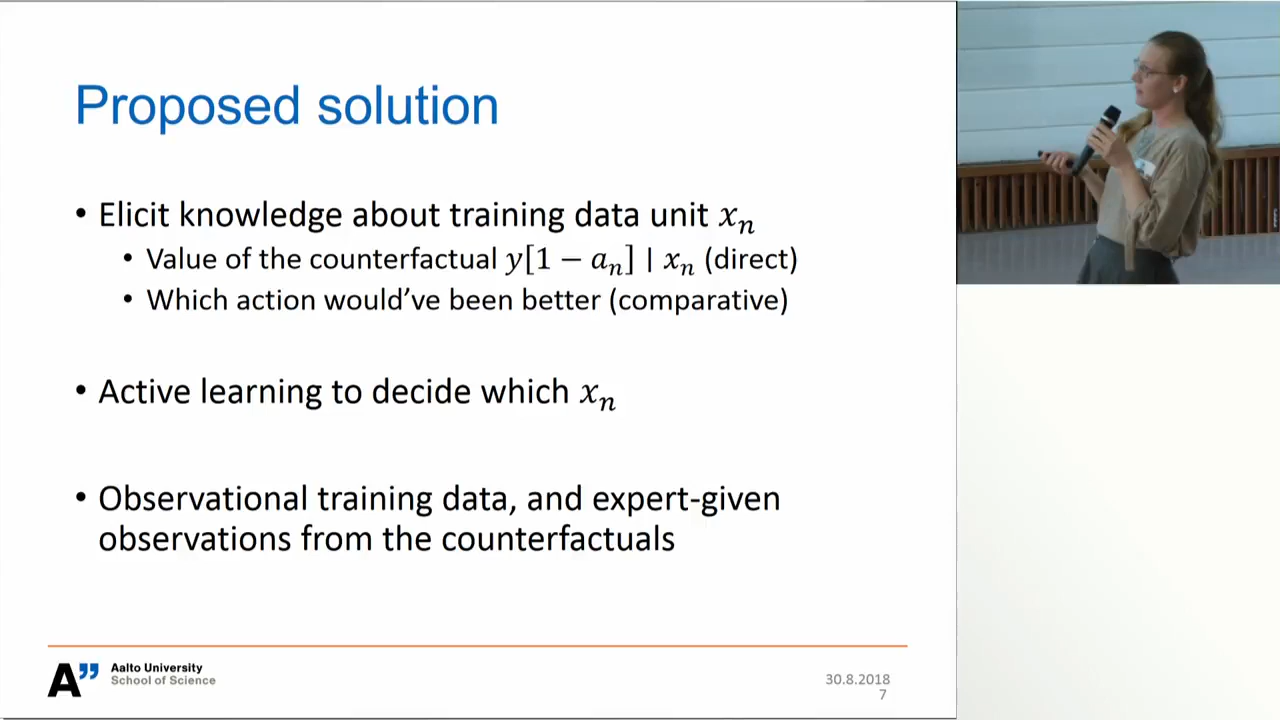 Proposed solution
• Elicit knowledge about training data unit xₙ
• Value of the counterfactual y[1 − aₙ] | xₙ (direct)
• Which action would've been better (comparative)
• Active learning to decide which xₙ
• Observational training data, and expert-given
observations from the counterfactuals
A”
Aalto University
School of Science
30.8.2018
7